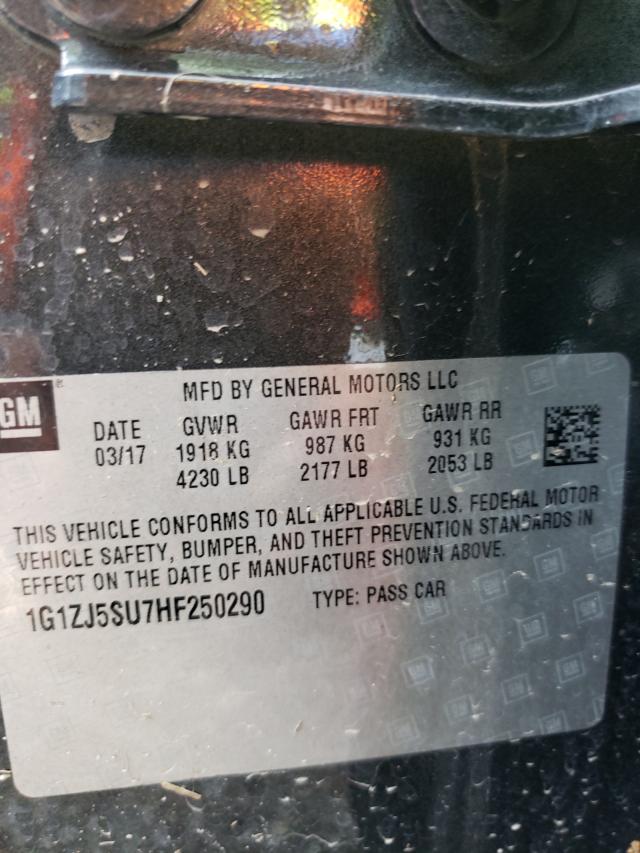 GM
MFD BY GENERAL MOTORS LLC
DATE GVWR GAWR FRT GAWR RR
03/17 1918 KG 987 KG 931 KG
4230 LB 2177 LB 2053 LB
THIS VEHICLE CONFORMS TO ALL APPLICABLE U.S. FEDERAL MOTOR
VEHICLE SAFETY, BUMPER, AND THEFT PREVENTION STANDARDS IN
EFFECT ON THE DATE OF MANUFACTURE SHOWN ABOVE.
1G1ZJ5SU7HF250290 TYPE: PASS CAR